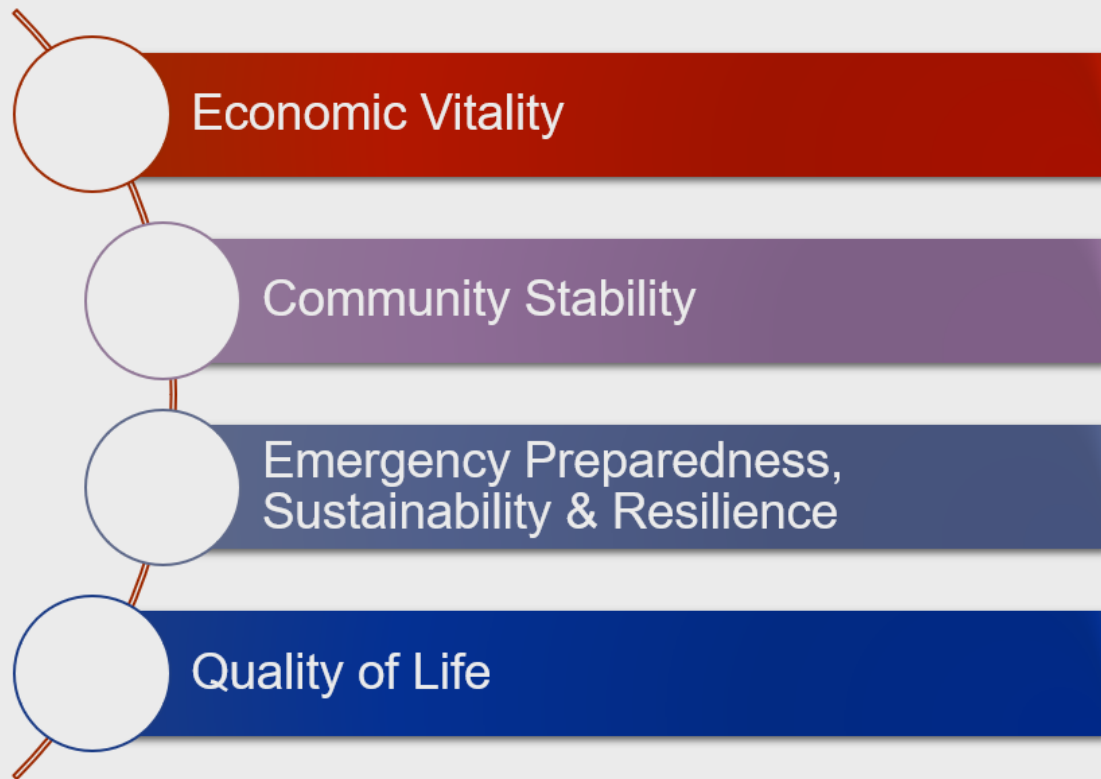 Economic Vitality
Community Stability
Emergency Preparedness,
Sustainability & Resilience
Quality of Life